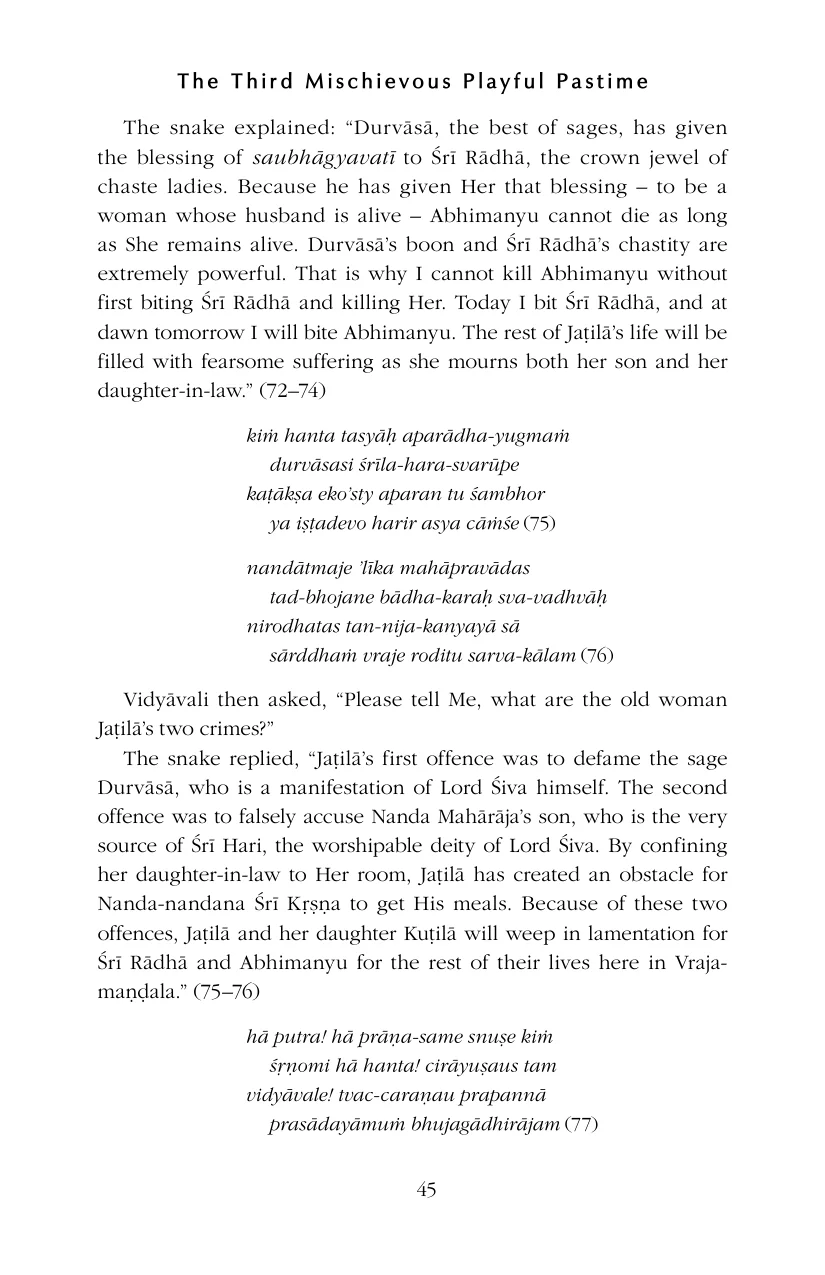 The Third Mischievous Playful Pastime
The snake explained: “Durvāsā, the best of sages, has given
the blessing of saubhāgyavatī to Śrī Rādhā, the crown jewel of
chaste ladies. Because he has given Her that blessing – to be a
woman whose husband is alive – Abhimanyu cannot die as long
as She remains alive. Durvāsā’s boon and Śrī Rādhā’s chastity are
extremely powerful. That is why I cannot kill Abhimanyu without
first biting Śrī Rādhā and killing Her. Today I bit Śrī Rādhā, and at
dawn tomorrow I will bite Abhimanyu. The rest of Jaṭilā’s life will be
filled with fearsome suffering as she mourns both her son and her
daughter-in-law.” (72–74)
kiṁ hanta tasyāḥ aparādha-yugmaṁ
durvāsasi śrīla-hara-svarūpe
kaṭākṣa eko’sty aparan tu śambhor
ya iṣṭadevo harir asya cāṁśe (75)
nandātmaje ’līka mahāpravādas
tad-bhojane bādha-karaḥ sva-vadhvāḥ
nirodhatas tan-nija-kanyayā sā
sārddhaṁ vraje roditu sarva-kālam (76)
Vidyāvali then asked, “Please tell Me, what are the old woman
Jaṭilā’s two crimes?”
The snake replied, “Jaṭilā’s first offence was to defame the sage
Durvāsā, who is a manifestation of Lord Śiva himself. The second
offence was to falsely accuse Nanda Mahārāja’s son, who is the very
source of Śrī Hari, the worshipable deity of Lord Śiva. By confining
her daughter-in-law to Her room, Jaṭilā has created an obstacle for
Nanda-nandana Śrī Kṛṣṇa to get His meals. Because of these two
offences, Jaṭilā and her daughter Kuṭilā will weep in lamentation for
Śrī Rādhā and Abhimanyu for the rest of their lives here in Vraja-
maṇḍala.” (75–76)
hā putra! hā prāṇa-same snuṣe kiṁ
śṛṇomi hā hanta! cirāyuṣaus tam
vidyāvale! tvac-caraṇau prapannā
prasādayāmuṁ bhujagādhirājam (77)
45